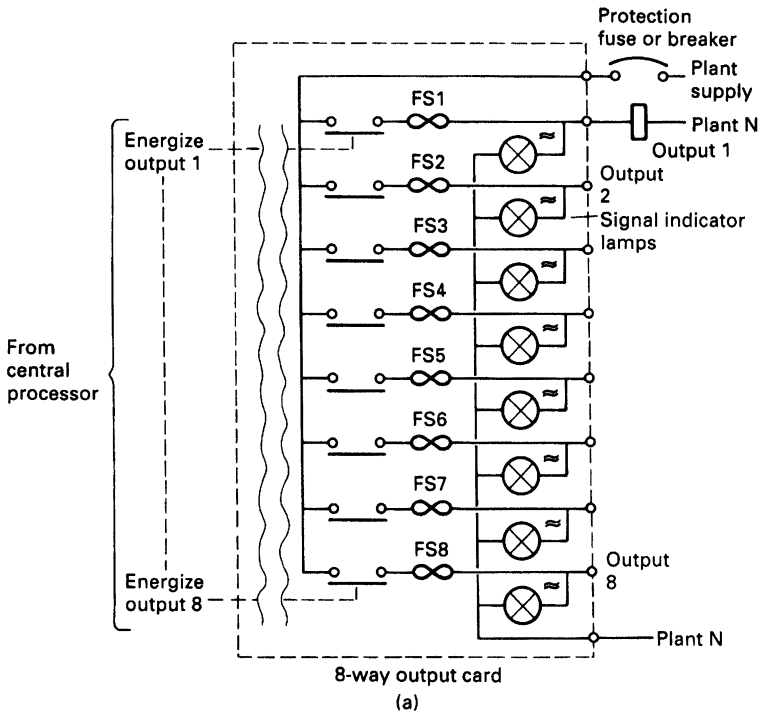 Protection
fuse or breaker
Plant
supply
FS1
Plant N
Energize
output 1
Output 1
FS2
Output
2
Signal indicator
lamps
FS3
FS4
From
central
processor
FS5
FS6
FS7
FS8
Output
8
Energize
output 8
Plant N
8-way output card
(a)